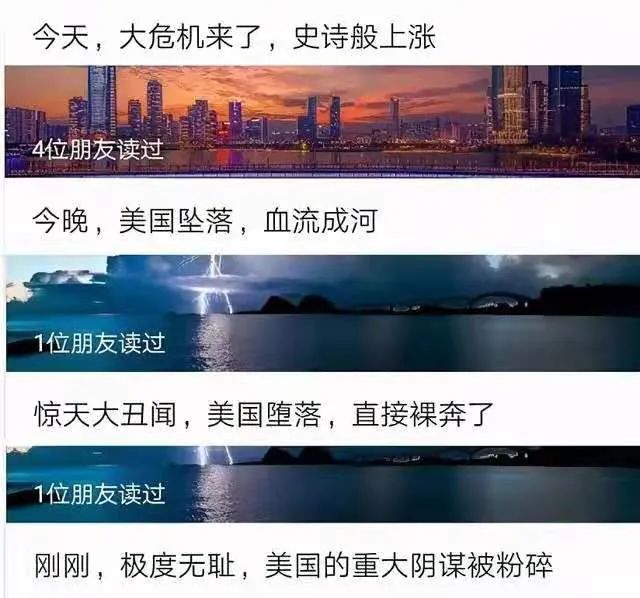 今天，大危机来了，史诗般上涨
4位朋友读过
今晚，美国坠落，血流成河
1位朋友读过
惊天大丑闻，美国堕落，直接裸奔了
1位朋友读过
刚刚，极度无耻，美国的重大阴谋被粉碎